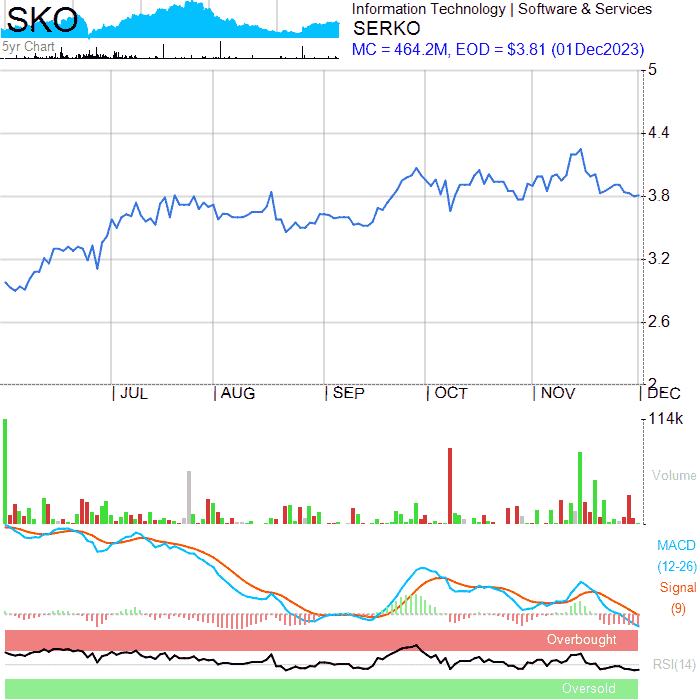 SKO
5yr Chart
Information Technology | Software & Services
SERKO
MC = 464.2M, EOD = $3.81 (01Dec2023)
5
4.4
3.8
3.2
2.6
2
| JUL | AUG | SEP | OCT | NOV | DEC
114k
Volume
MACD
(12-26)
Signal
(9)
Overbought
RSI(14)
Oversold